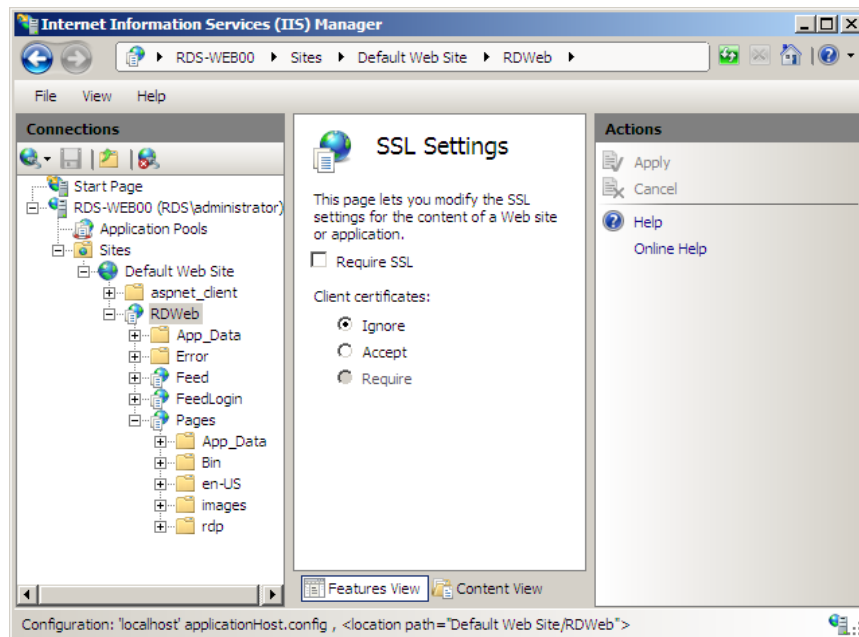 Internet Information Services (IIS) Manager
RDS-WEB00 Sites Default Web Site RDWeb
File View Help
Connections
Start Page
RDS-WEB00 (RDS\administrator)
Application Pools
Sites
Default Web Site
aspnet_client
RDWeb
App_Data
Error
Feed
FeedLogin
Pages
App_Data
Bin
en-US
images
rdp
SSL Settings
This page lets you modify the SSL
settings for the content of a Web site
or application.
Require SSL
Client certificates:
Ignore
Accept
Require
Features View Content View
Actions
Apply
Cancel
Help
Online Help
Configuration: 'localhost' applicationHost.config , <location path="Default Web Site/RDWeb">